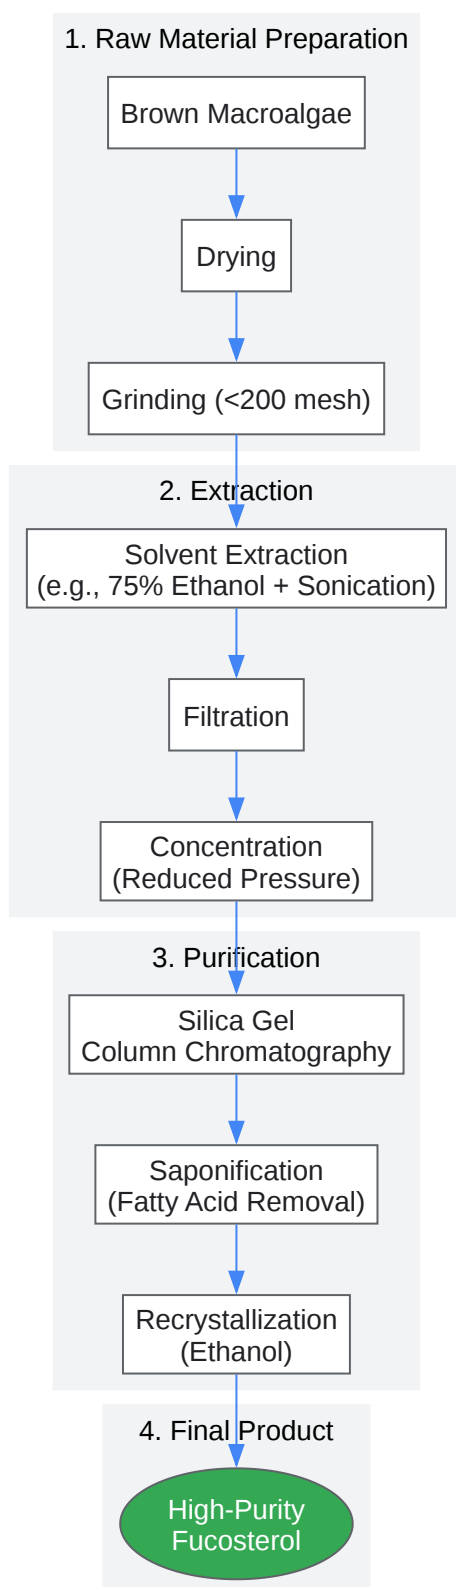 1. Raw Material Preparation
Brown Macroalgae
Drying
Grinding (<200 mesh)
2. Extraction
Solvent Extraction
(e.g., 75% Ethanol + Sonication)
Filtration
Concentration
(Reduced Pressure)
3. Purification
Silica Gel
Column Chromatography
Saponification
(Fatty Acid Removal)
Recrystallization
(Ethanol)
4. Final Product
High-Purity
Fucosterol